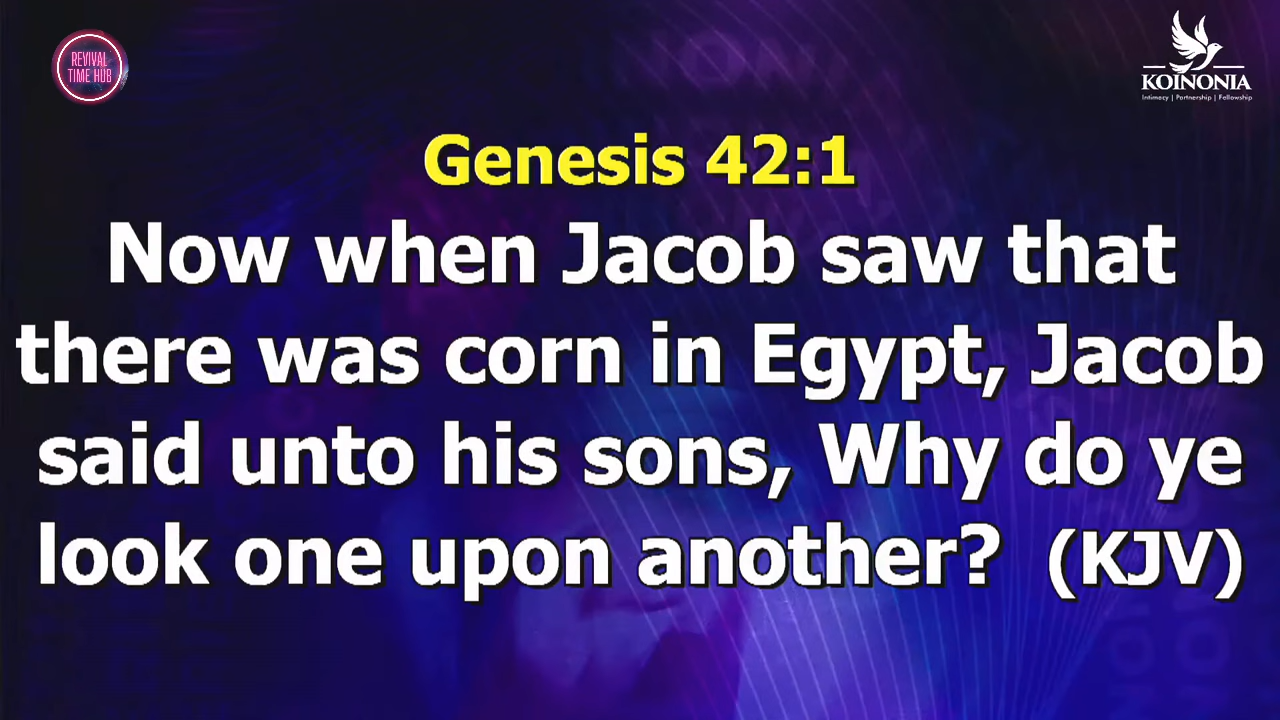 REVIVAL
TIME HUB
KOINONIA
Intimacy | Partnership | Fellowship
Genesis 42:1
Now when Jacob saw that
there was corn in Egypt, Jacob
said unto his sons, Why do ye
look one upon another? (KJV)